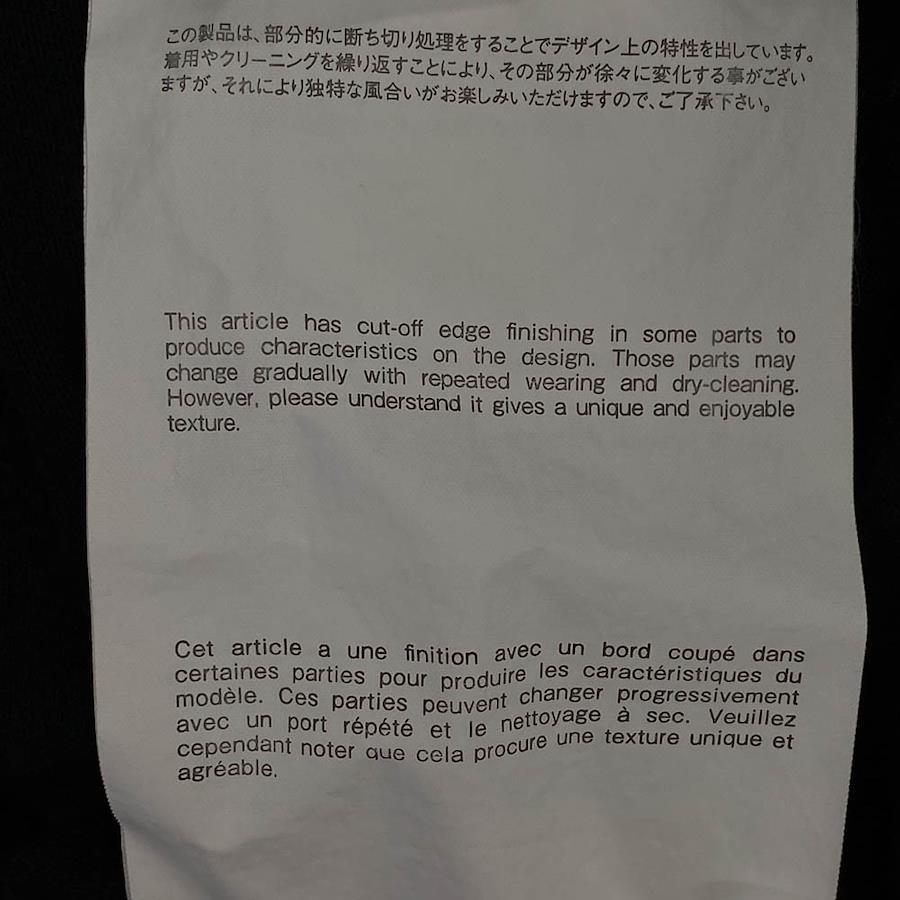 この製品は、部分的に断ち切り処理をすることでデザイン上の特性を出しています。
着用やクリーニングを繰り返すことにより、その部分が徐々に変化する事がござい
ますが、それにより独特な風合いがお楽しみいただけますので、ご了承下さい。
This article has cut-off edge finishing in some parts to
produce characteristics on the design. Those parts may
change gradually with repeated wearing and dry-cleaning.
However, please understand it gives a unique and enjoyable
texture.
Cet article a une finition avec un bord coupé dans
certaines parties pour produire les caractéristiques du
modèle. Ces parties peuvent changer progressivement
avec un port répété et le nettoyage à sec. Veuillez
cependant noter que cela procure une texture unique et
agréable.